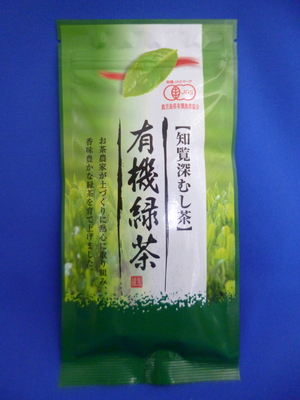 【知覧深むし茶】
有機緑茶
お茶農家が土づくりに熱心に取り組み、
香味豊かな緑茶を育て上げました。
JAS